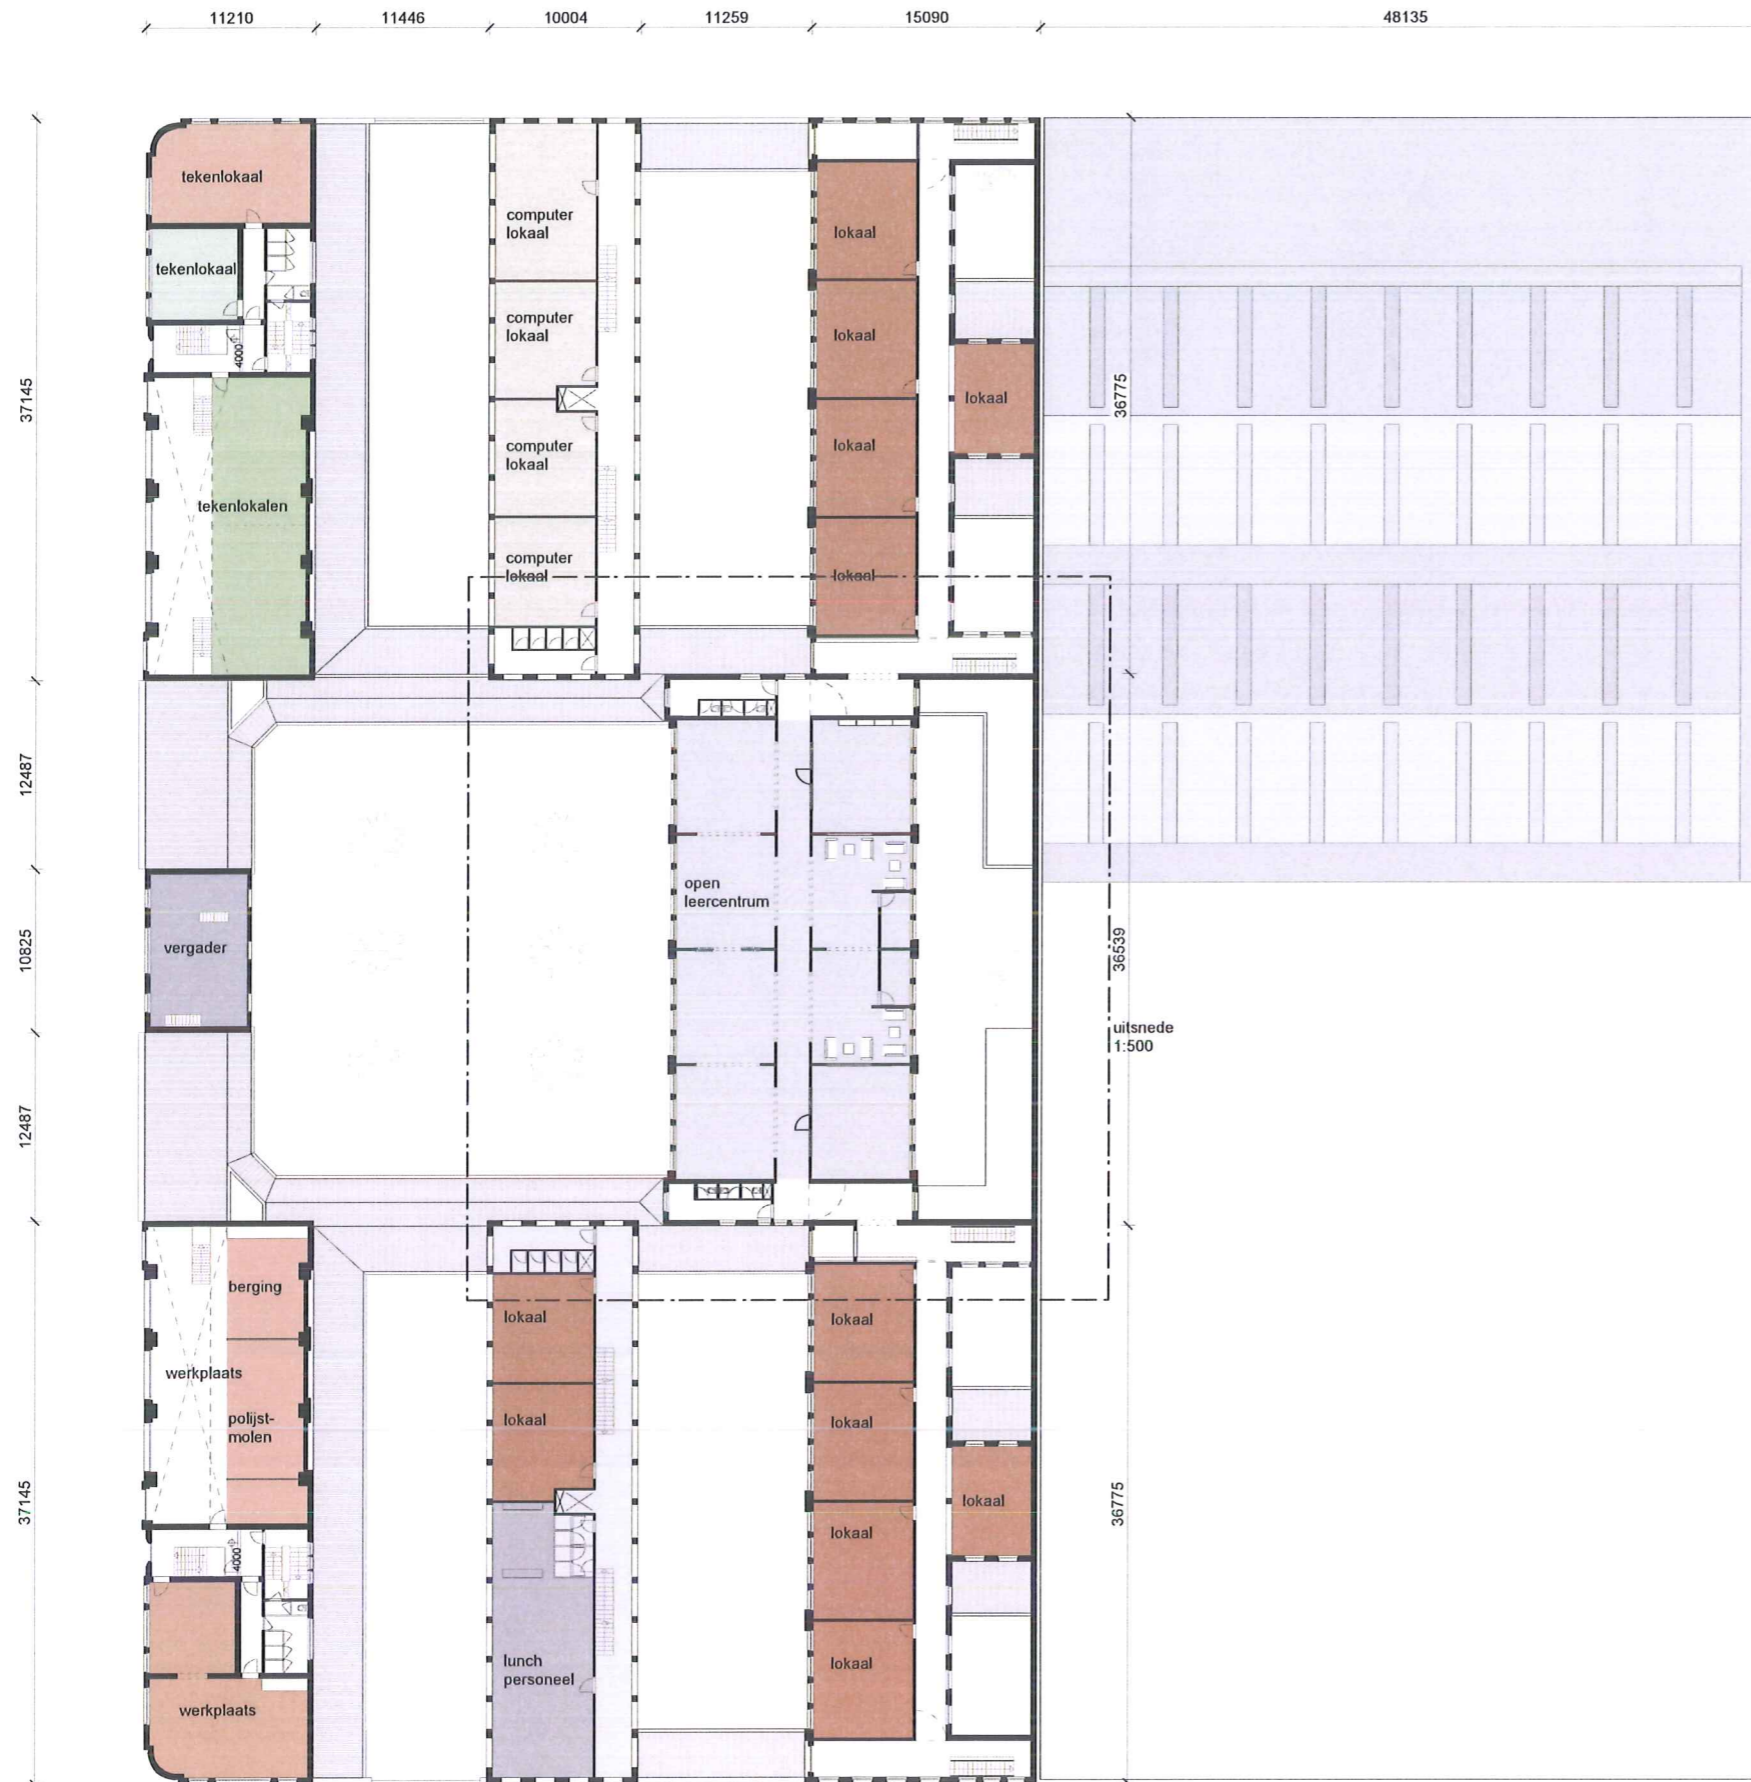 11210
11446
10004
11259
15090
48135
tekenlokaal
computer
lokaal
lokaal
tekenlokaal
computer
lokaal
lokaal
4000+
37145
36775
lokaal
computer
lokaal
lokaal
tekenlokalen
computer
lokaal
lokaal
12487
open
leercentrum
vergader
10825
36539
uitsnede
1:500
12487
berging
lokaal
lokaal
werkplaats
polijst-
molen
lokaal
lokaal
37145
36775
lokaal
lokaal
4000+
lunch
personeel
lokaal
werkplaats